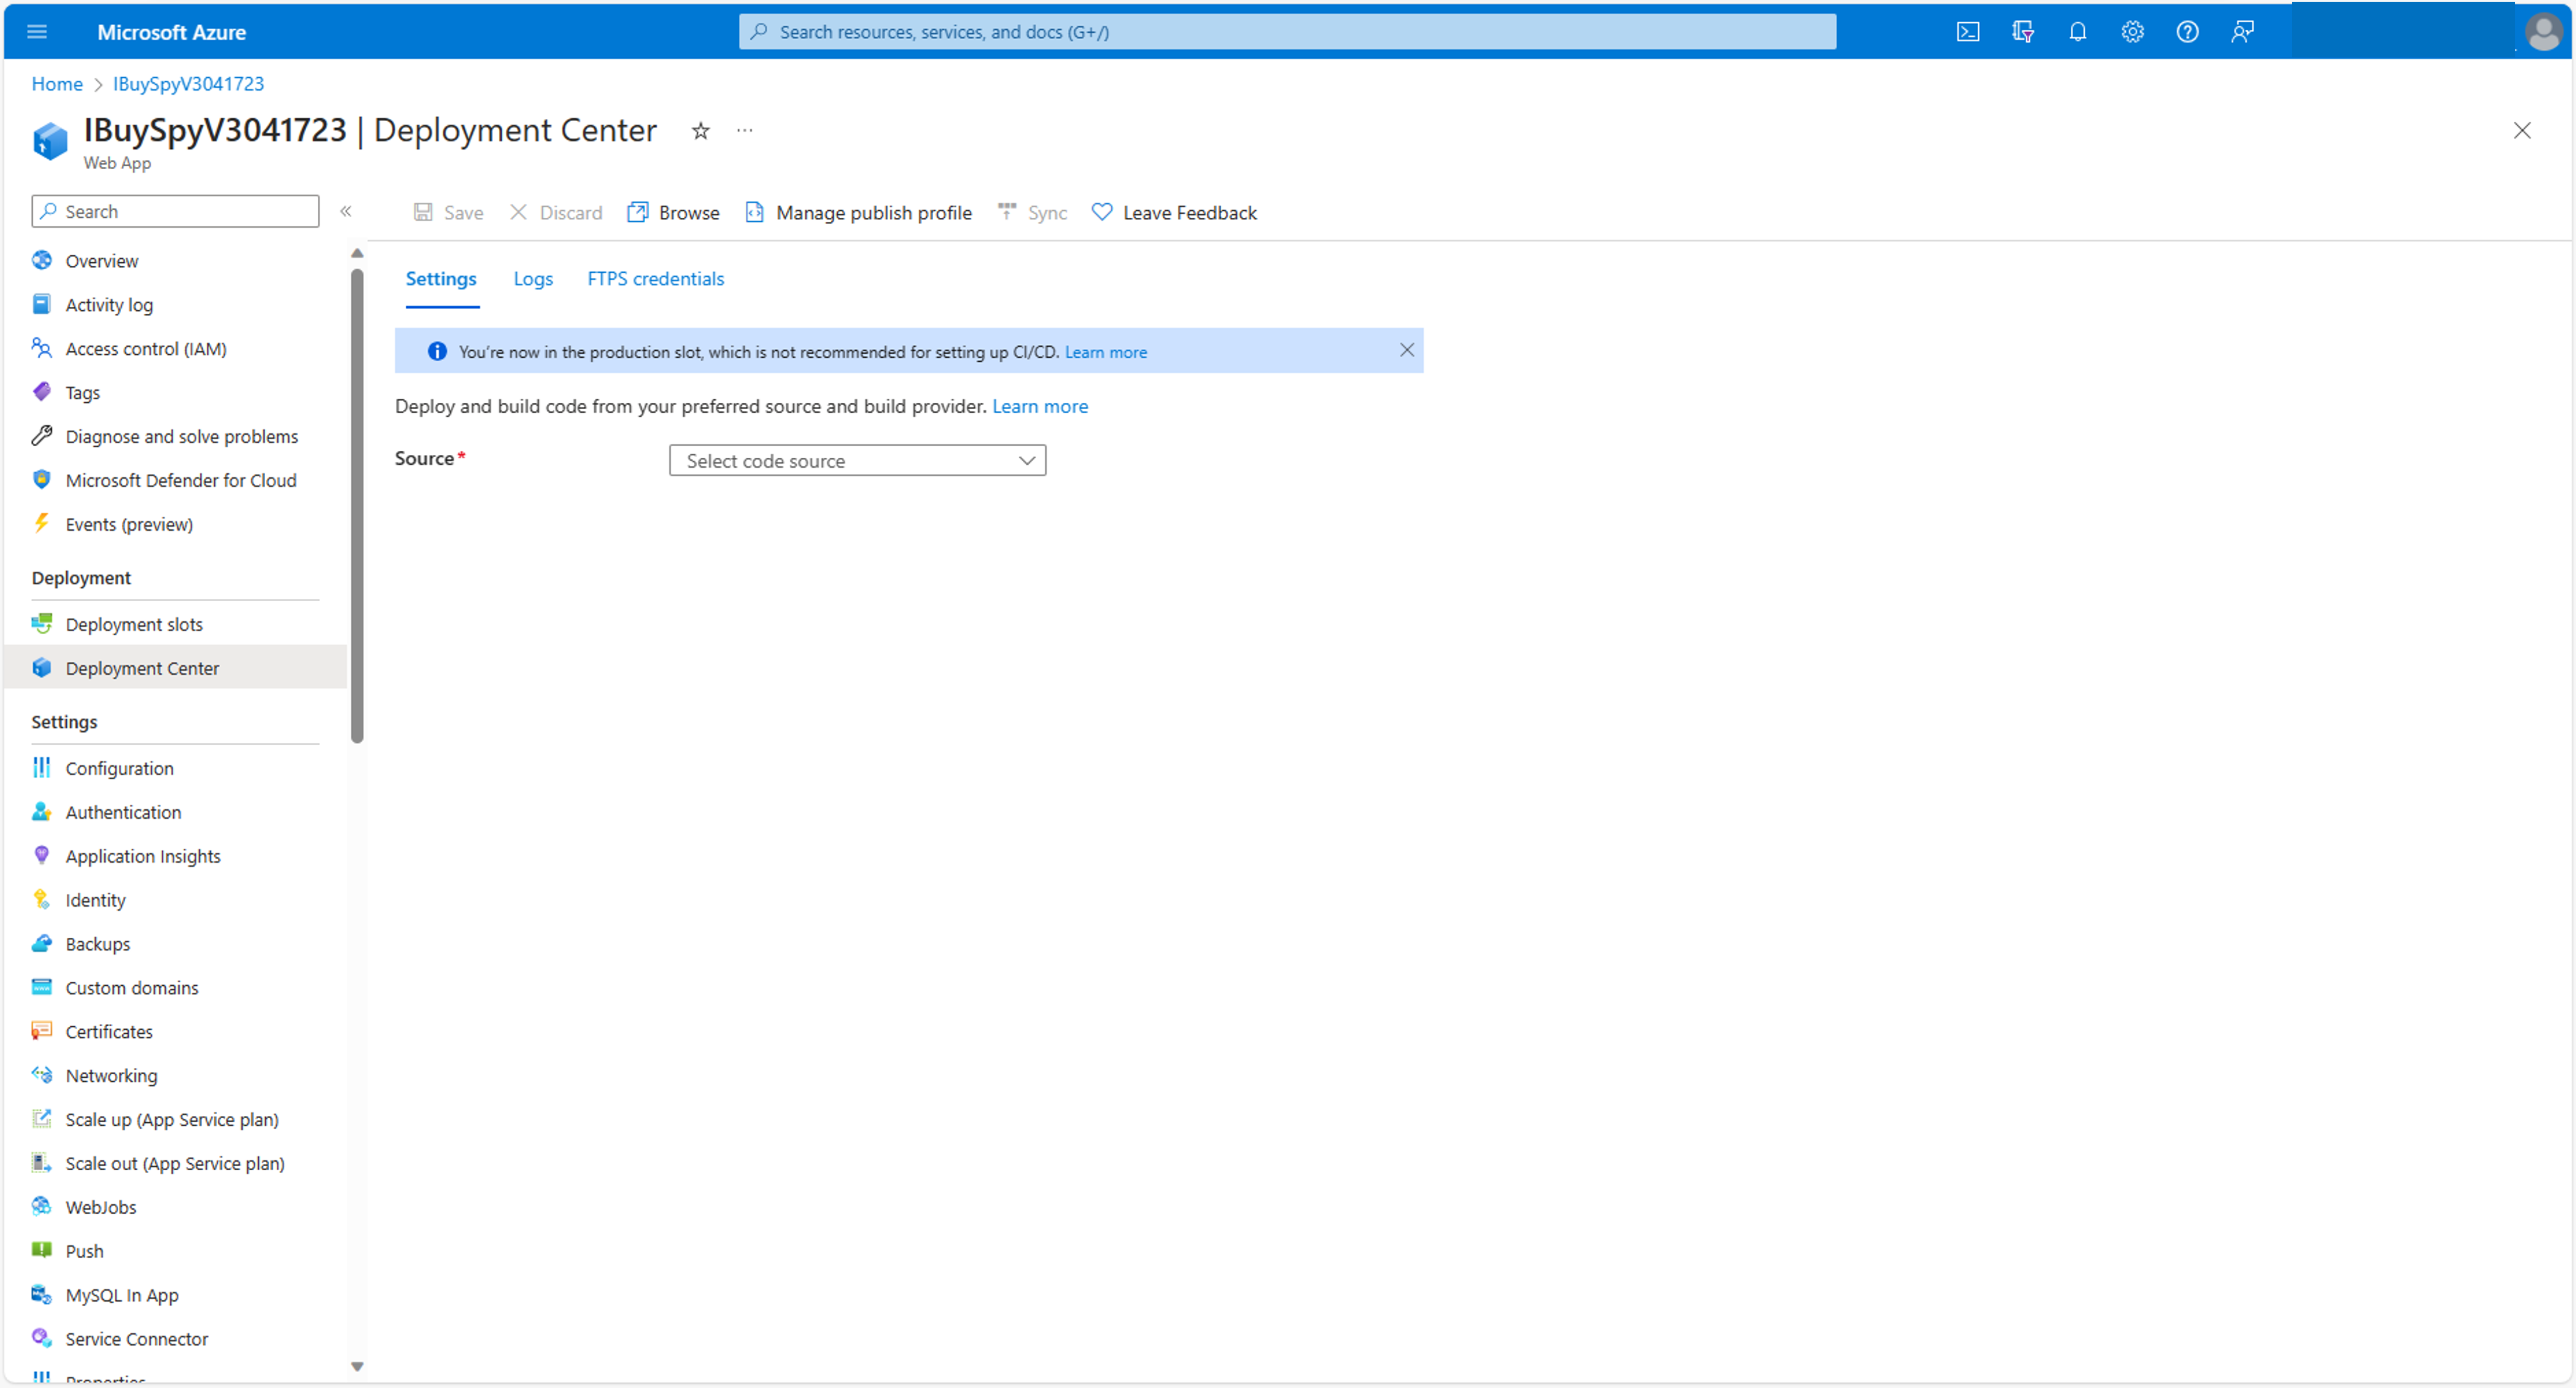 Microsoft Azure
Search resources, services, and docs (G+/)
Home > IBuySpyV3041723
IBuySpyV3041723 | Deployment Center
Web App
Search
Save
Discard
Browse
Manage publish profile
Sync
Leave Feedback
Overview
Activity log
Access control (IAM)
Tags
Diagnose and solve problems
Microsoft Defender for Cloud
Events (preview)
Deployment
Deployment slots
Deployment Center
Settings
Configuration
Authentication
Application Insights
Identity
Backups
Custom domains
Certificates
Networking
Scale up (App Service plan)
Scale out (App Service plan)
WebJobs
Push
MySQL In App
Service Connector
Properties
Settings
Logs
FTPS credentials
You're now in the production slot, which is not recommended for setting up CI/CD. Learn more
Deploy and build code from your preferred source and build provider. Learn more
Source*
Select code source